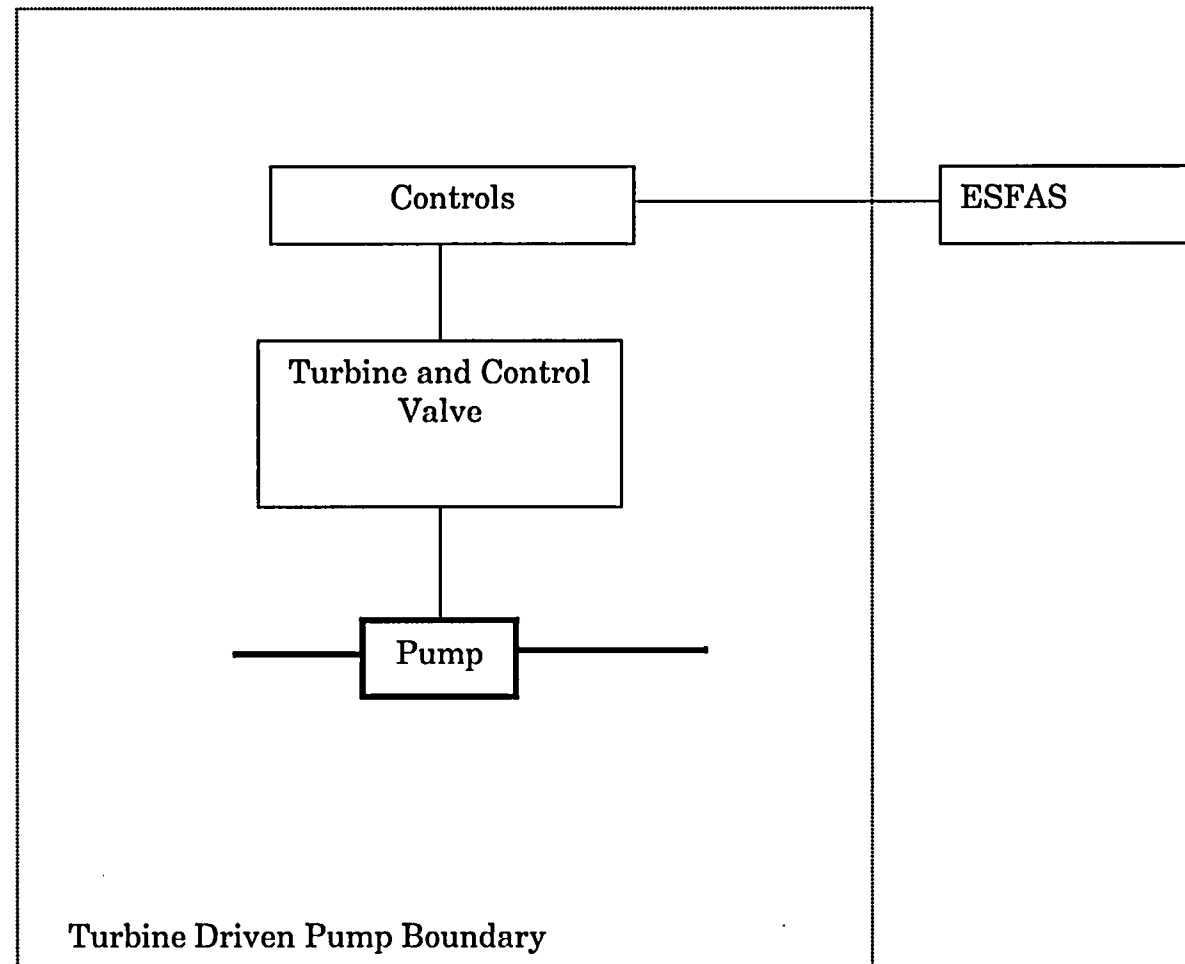 Controls
ESFAS
Turbine and Control
Valve
Pump
Turbine Driven Pump Boundary